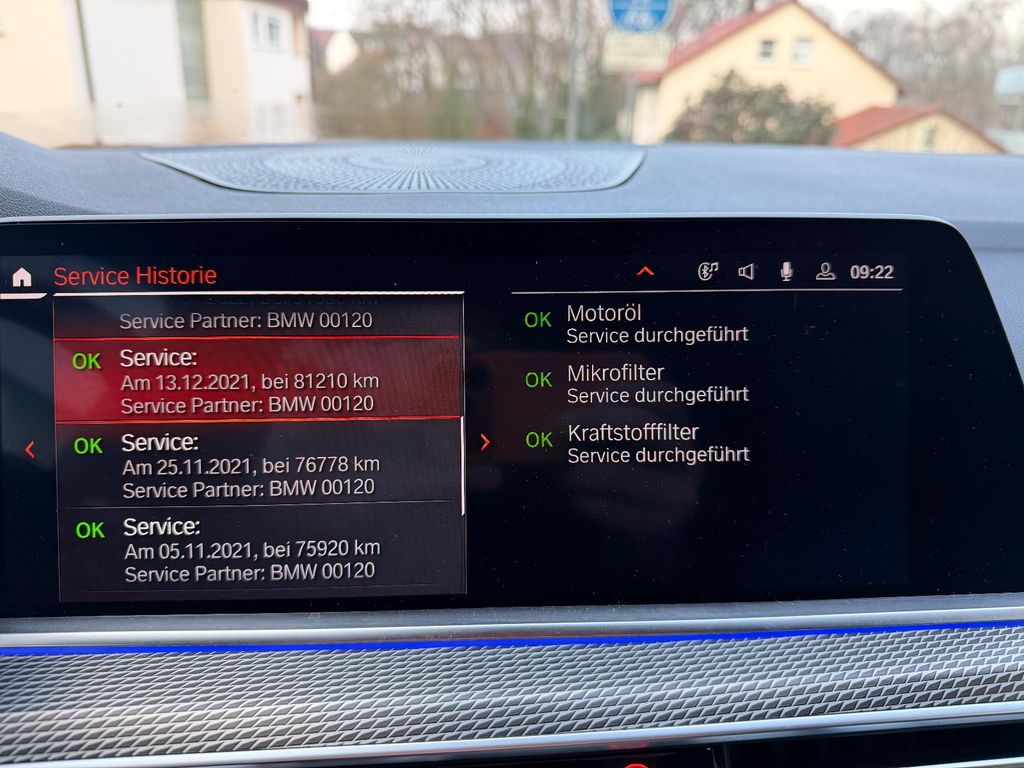 Service Historie
09:22
Service Partner: BMW 00120
OK Service:
Am 13.12.2021, bei 81210 km
Service Partner: BMW 00120
OK Service:
Am 25.11.2021, bei 76778 km
Service Partner: BMW 00120
OK Service:
Am 05.11.2021, bei 75920 km
Service Partner: BMW 00120
OK Motoröl
Service durchgeführt
OK Mikrofilter
Service durchgeführt
OK Kraftstofffilter
Service durchgeführt